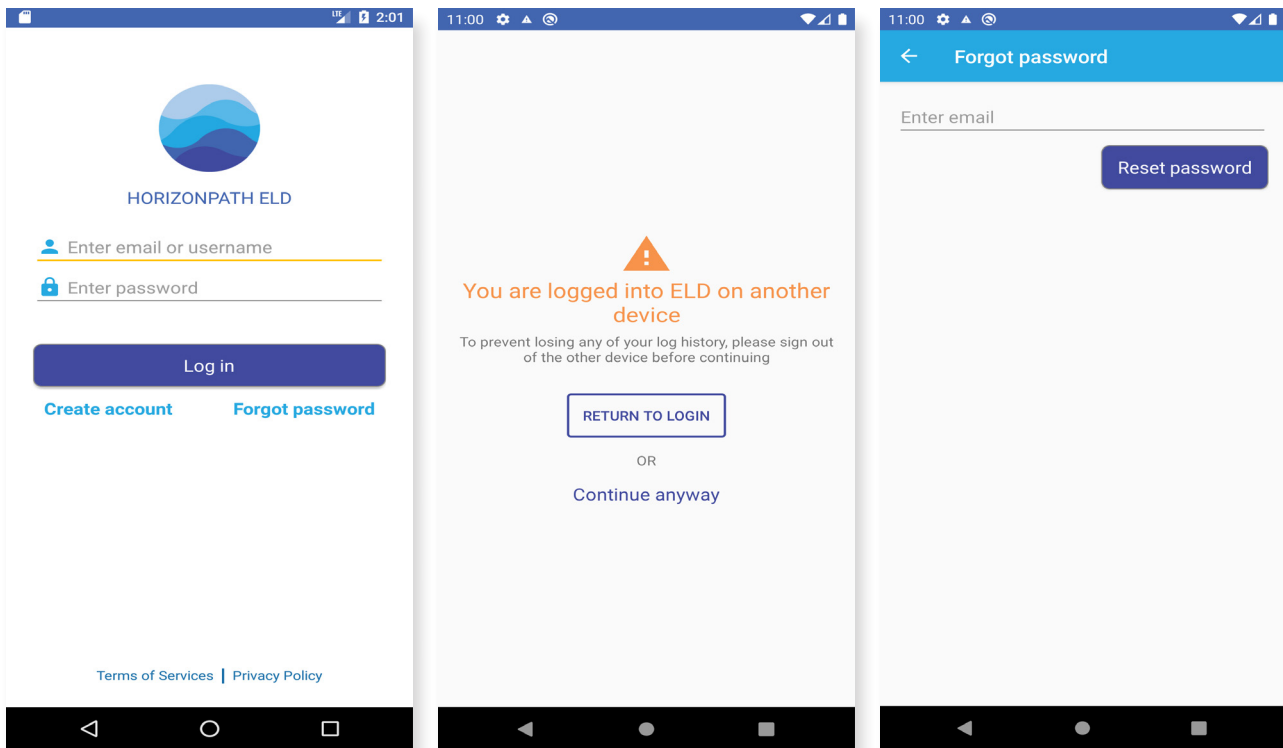 LTE 2:01
HORIZONPATH ELD
Enter email or username
Enter password
Log in
Create account Forgot password
Terms of Services | Privacy Policy
11:00
You are logged into ELD on another
device
To prevent losing any of your log history, please sign out
of the other device before continuing
RETURN TO LOGIN
OR
Continue anyway
11:00
Forgot password
Enter email
Reset password